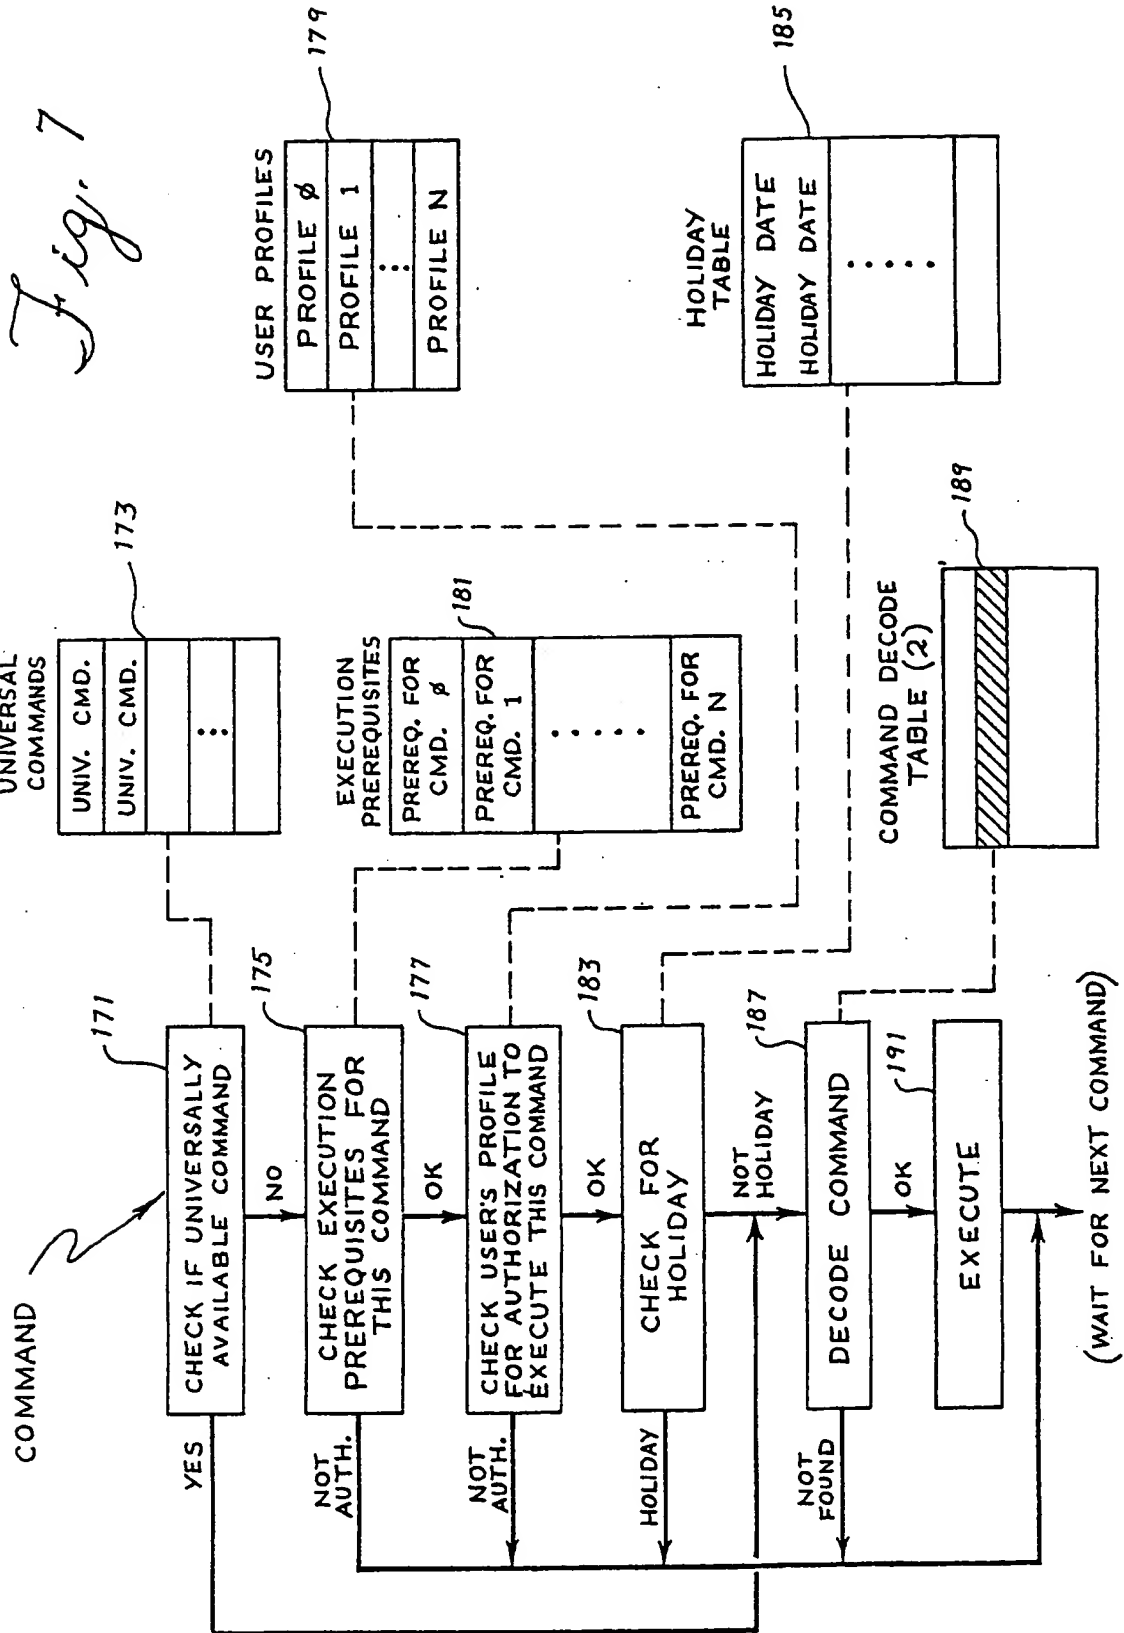 Fig. 7
COMMAND
171
CHECK IF UNIVERSALLY
AVAILABLE COMMAND
YES
NO
UNIVERSAL
COMMANDS
UNIV. CMD.
UNIV. CMD.
173
175
CHECK EXECUTION
PREREQUISITES FOR
THIS COMMAND
NOT
AUTH.
OK
EXECUTION
PREREQUISITES
181
PREREQ. FOR
CMD. ø
PREREQ. FOR
CMD. 1
PREREQ. FOR
CMD. N
177
CHECK USER'S PROFILE
FOR AUTHORIZATION TO
EXECUTE THIS COMMAND
NOT
AUTH.
OK
USER PROFILES
179
PROFILE ø
PROFILE 1
PROFILE N
183
CHECK FOR
HOLIDAY
HOLIDAY
NOT
HOLIDAY
HOLIDAY
TABLE
185
HOLIDAY DATE
HOLIDAY DATE
187
DECODE COMMAND
NOT
FOUND
OK
COMMAND DECODE
TABLE (2)
189
191
EXECUTE
(WAIT FOR NEXT COMMAND)